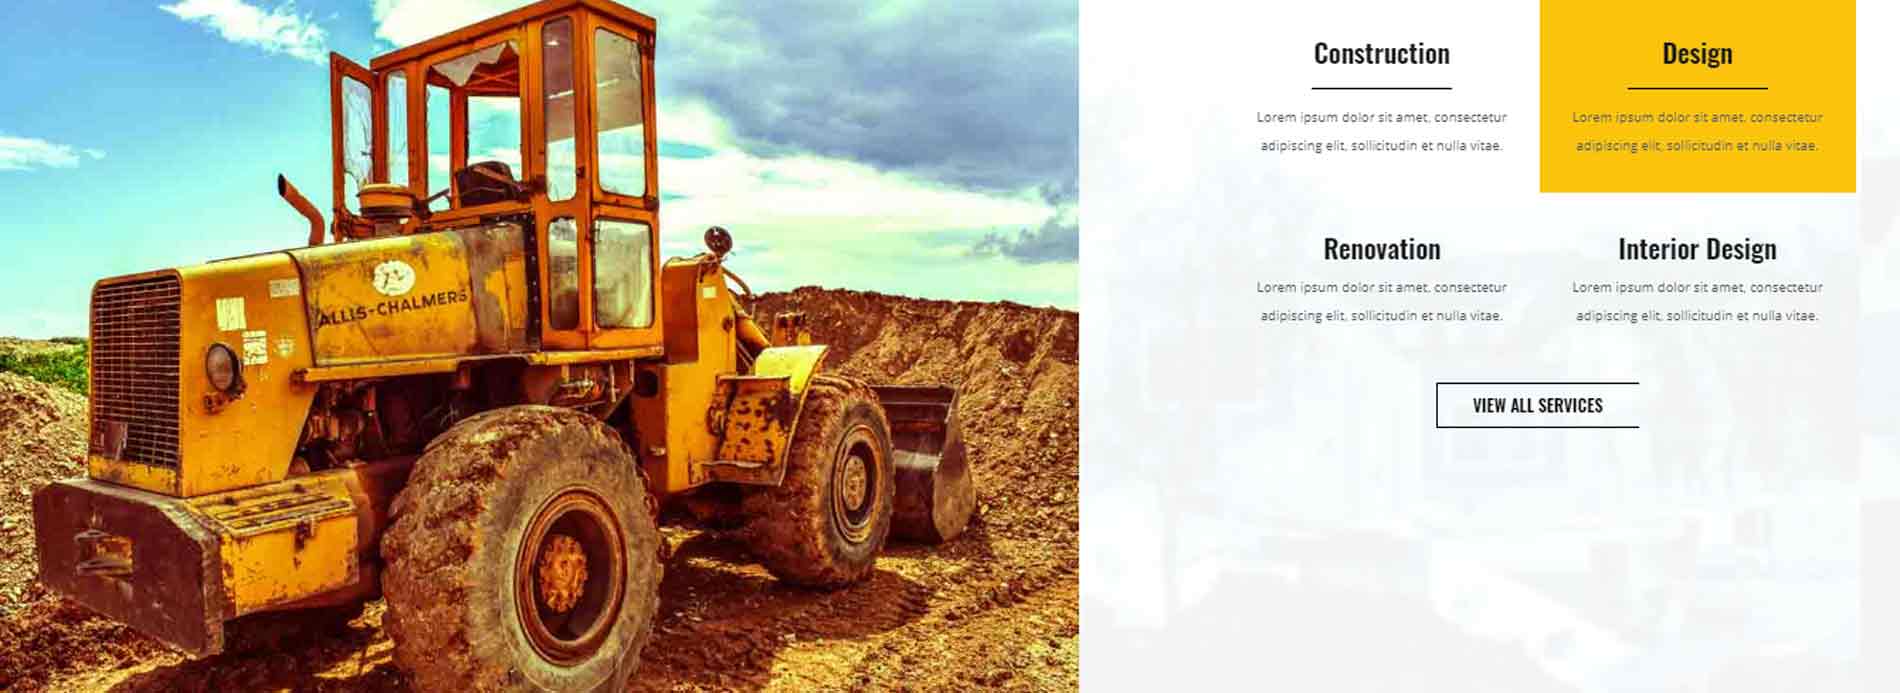 ALLIS-CHALMERS
Construction
Lorem ipsum dolor sit amet, consectetur
adipiscing elit, sollicitudin et nulla vitae.
Design
Lorem ipsum dolor sit amet, consectetur
adipiscing elit, sollicitudin et nulla vitae.
Renovation
Lorem ipsum dolor sit amet, consectetur
adipiscing elit, sollicitudin et nulla vitae.
Interior Design
Lorem ipsum dolor sit amet, consectetur
adipiscing elit, sollicitudin et nulla vitae.
VIEW ALL SERVICES